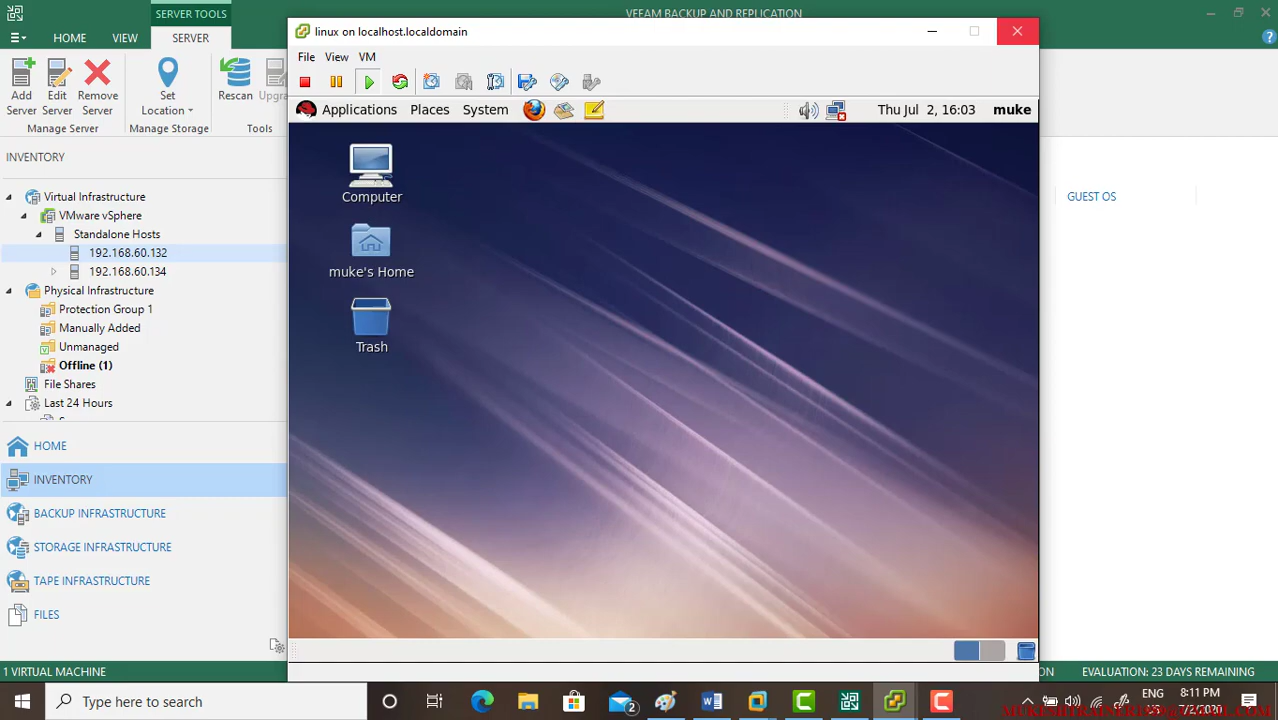 SERVER TOOLS
VEEAM BACKUP AND REPLICATION
HOME VIEW SERVER
linux on localhost.localdomain
File View VM
Add Server
Edit Server
Remove Server
Set Location
Rescan
Manage Server
Manage Storage
Tools
Applications Places System
Thu Jul 2, 16:03 muke
INVENTORY
Virtual Infrastructure
VMware vSphere
Standalone Hosts
192.168.60.132
192.168.60.134
Physical Infrastructure
Protection Group 1
Manually Added
Unmanaged
Offline (1)
File Shares
Last 24 Hours
HOME
INVENTORY
BACKUP INFRASTRUCTURE
STORAGE INFRASTRUCTURE
TAPE INFRASTRUCTURE
FILES
Computer
muke's Home
Trash
GUEST OS
1 VIRTUAL MACHINE
EVALUATION: 23 DAYS REMAINING
Type here to search
2
ENG
8:11 PM
7/2/2020